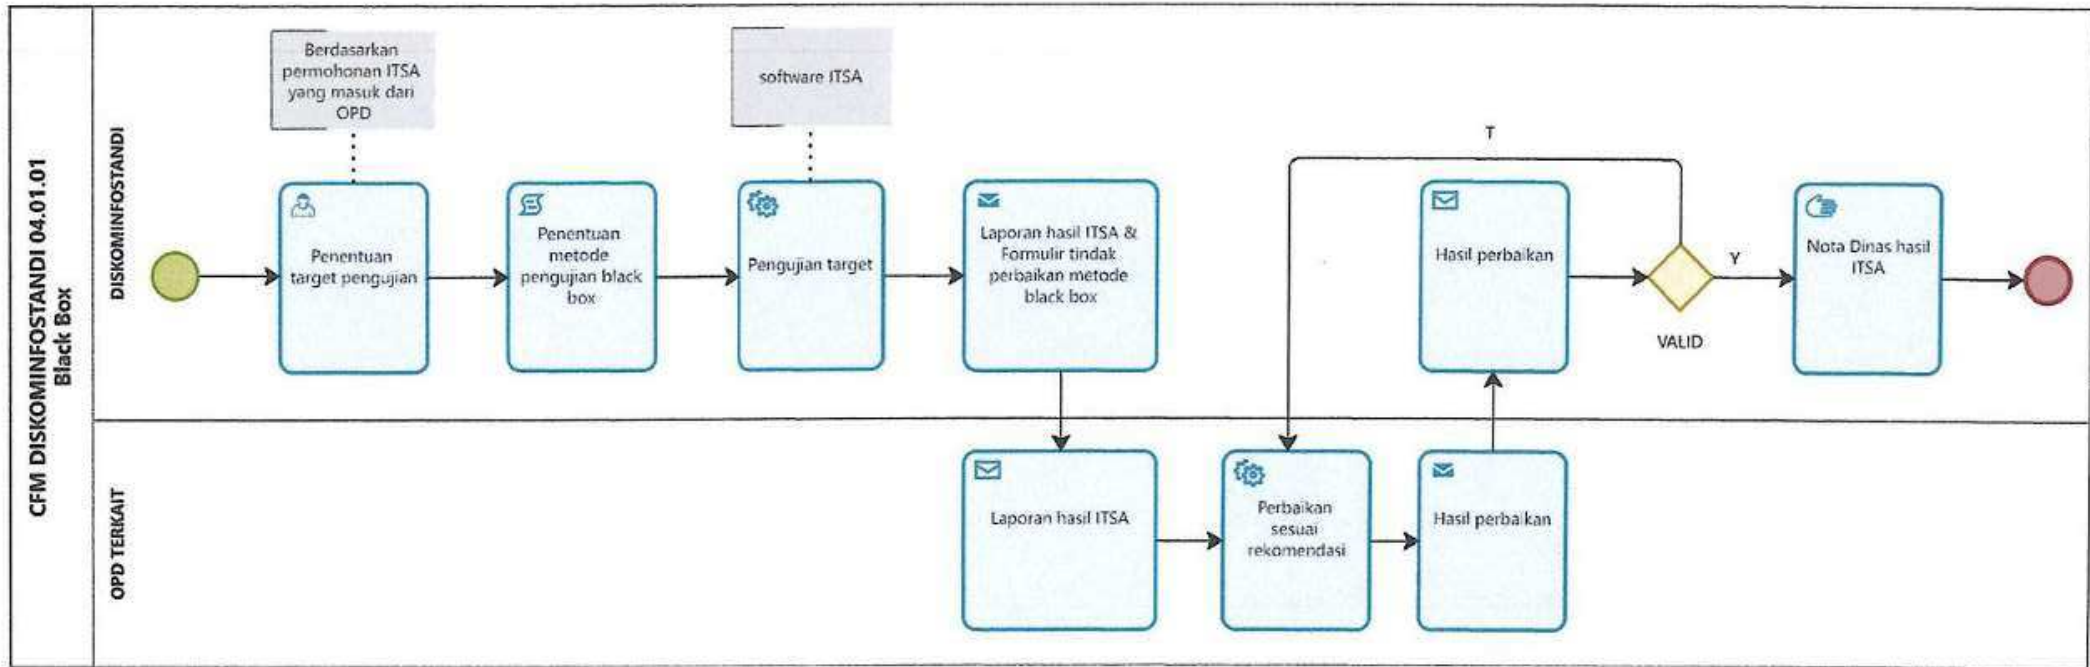 CFM DISKOMINFOSTANDI 04.01.01
Black Box
DISKOMINFOSTANDI
Berdasarkan
permohonan ITSA
yang masuk dari
OPD
software ITSA
Penentuan
target pengujian
Penentuan
metode
pengujian black
box
Pengujian target
Laporan hasil ITSA &
Formulir tindak
perbaikan metode
black box
Hasil perbaikan
T
Y
VALID
Nota Dinas hasil
ITSA
OPD TERKAIT
Laporan hasil ITSA
Perbaikan
sesuai
rekomendasi
Hasil perbaikan